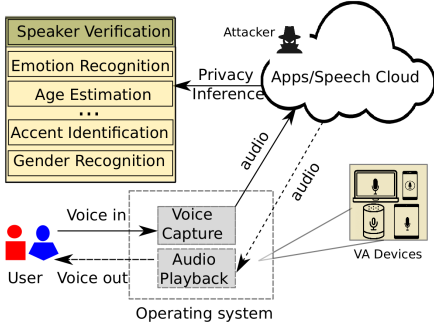 Speaker Verification
Emotion Recognition
Age Estimation
...
Accent Identification
Gender Recognition
Attacker
Privacy
Inference
Apps/Speech Cloud
audio
audio
Voice in
Voice
Capture
Audio
Playback
User
Voice out
VA Devices
Operating system